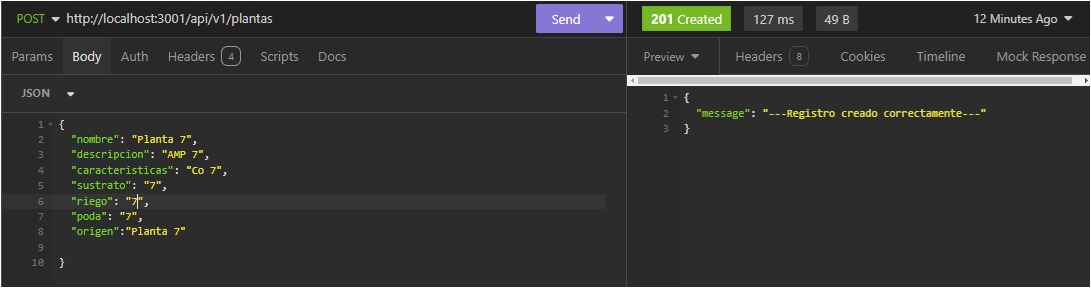 POST http://localhost:3001/api/v1/plantas Send 201 Created 127 ms 49 B 12 Minutes Ago
Params Body Auth Headers 4 Scripts Docs Preview Headers 8 Cookies Timeline Mock Response
JSON
1 {
2 "nombre": "Planta 7",
3 "descripcion": "AMP 7",
4 "caracteristicas": "Co 7",
5 "sustrato": "7",
6 "riego": "7",
7 "poda": "7",
8 "origen":"Planta 7"
9
10 }
1 {
2 "message": "---Registro creado correctamente---"
3 }